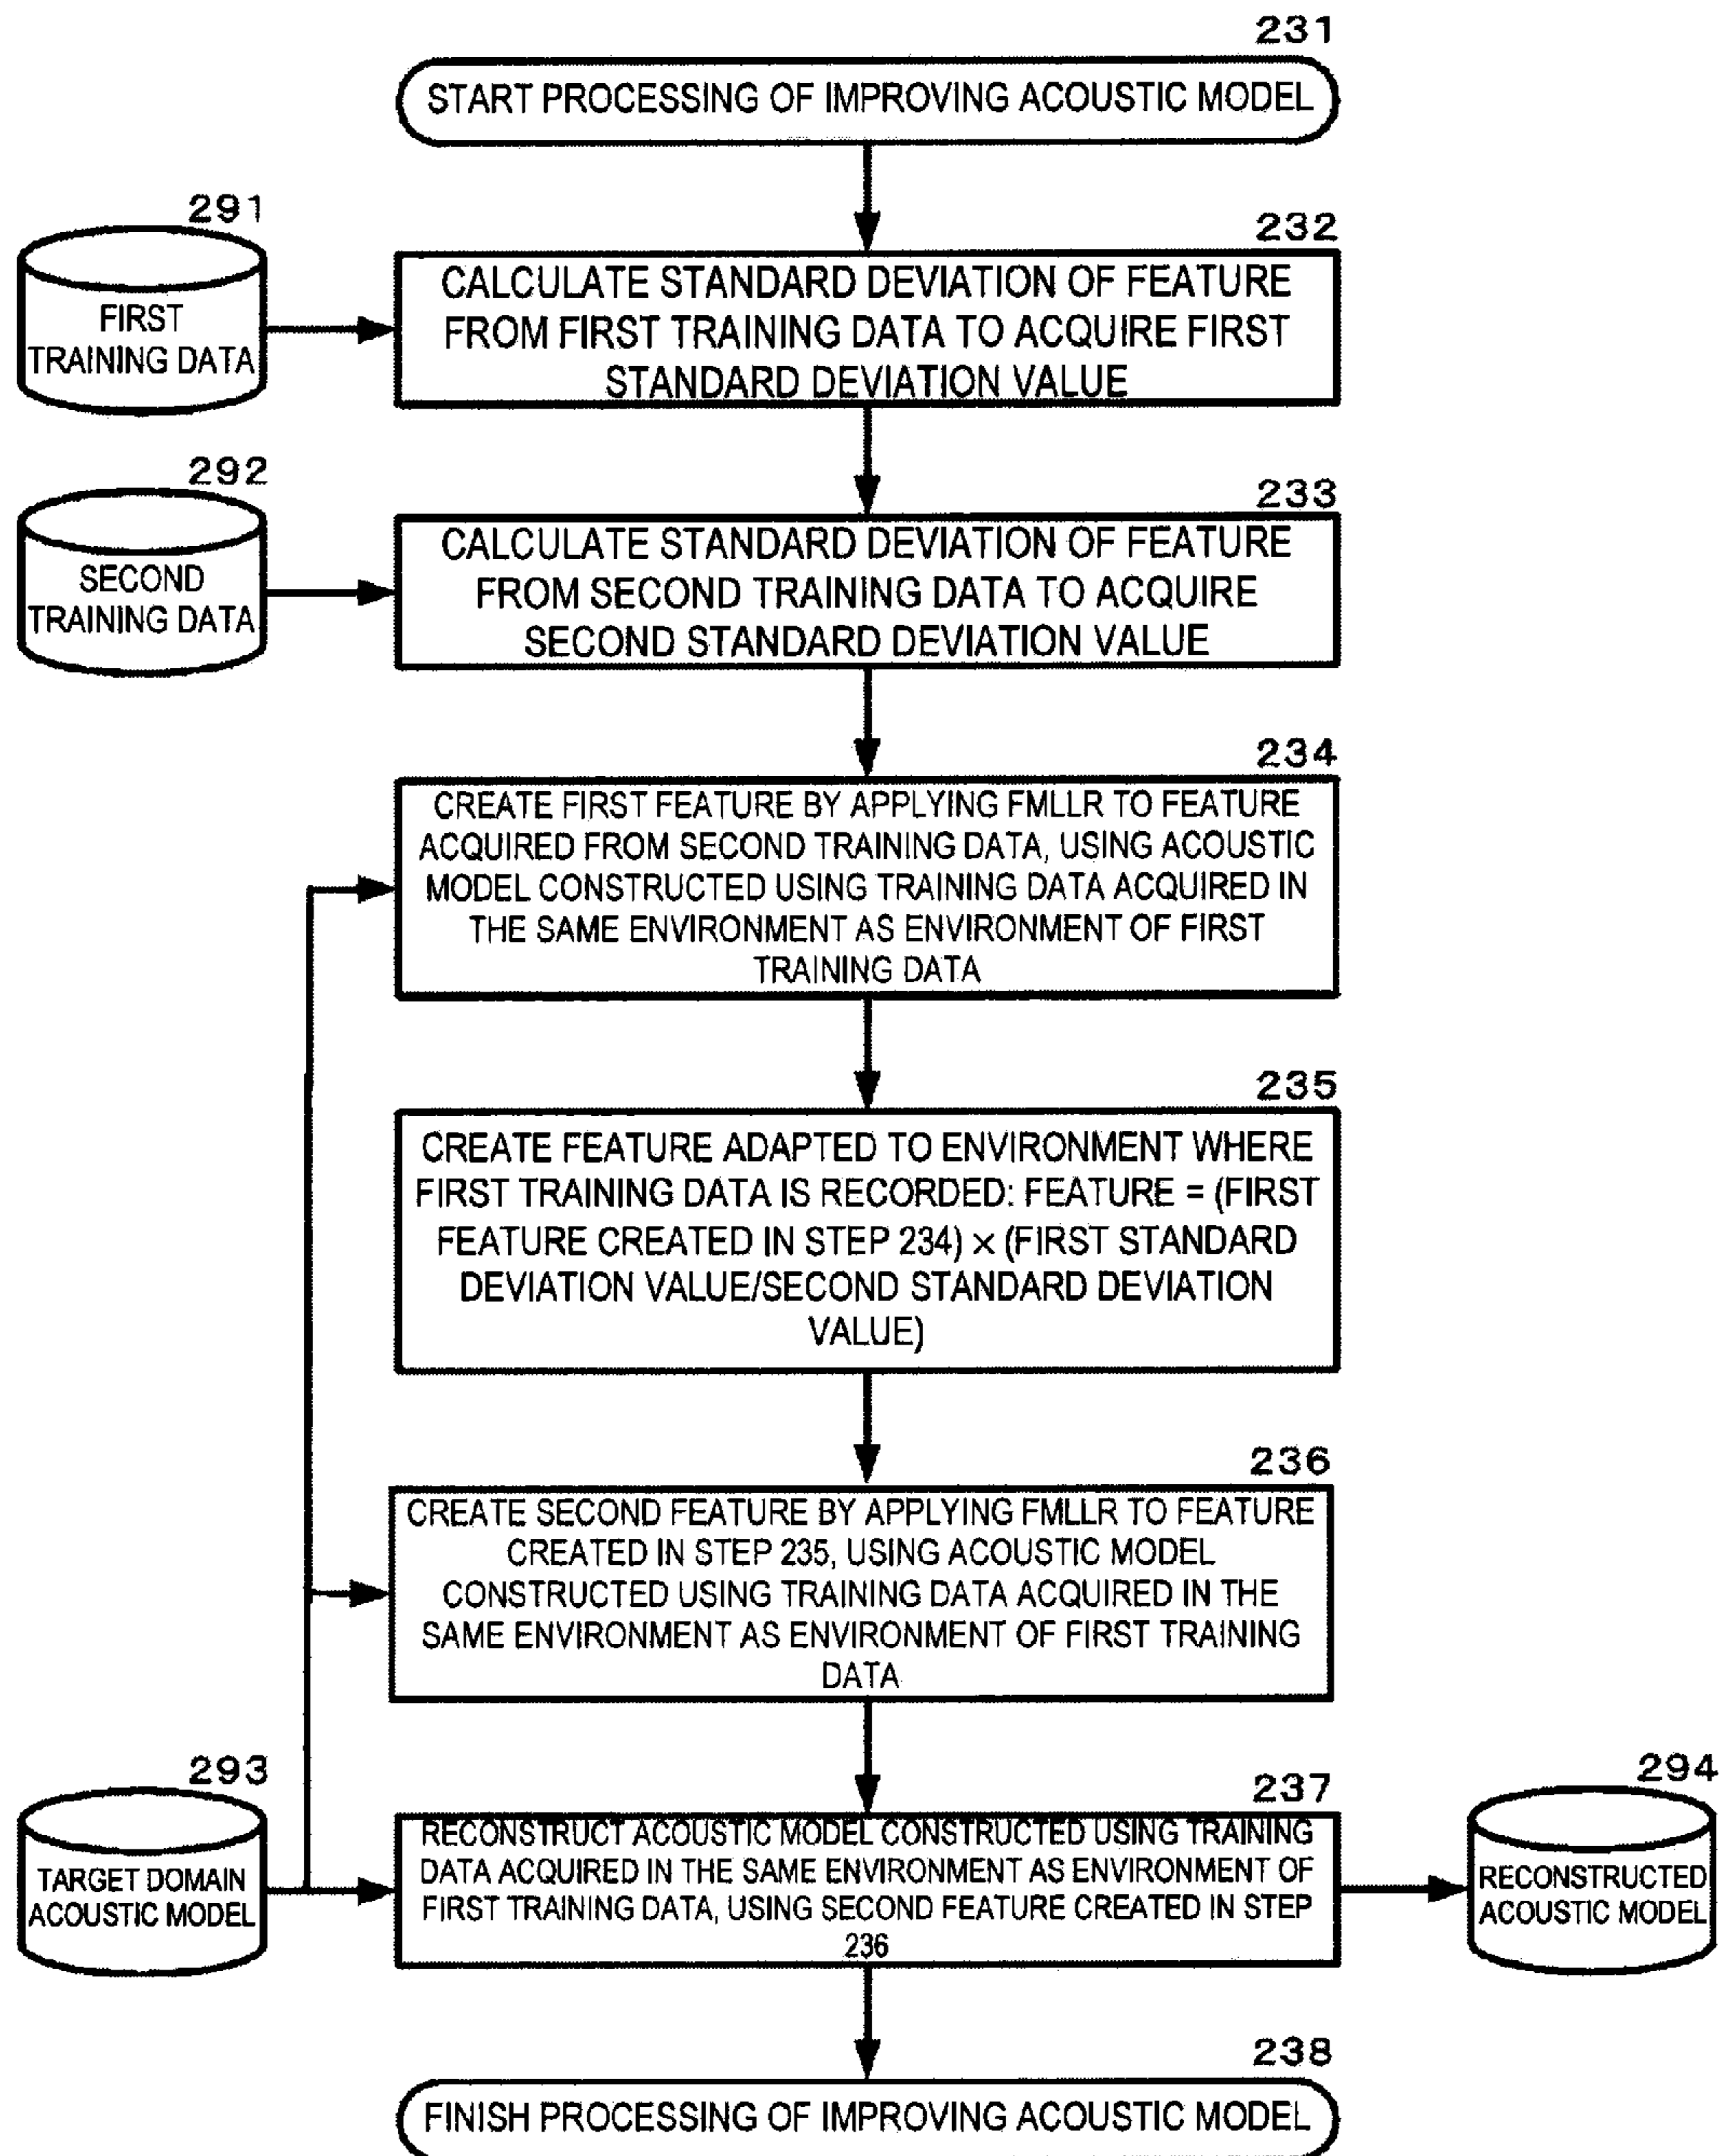 231
START PROCESSING OF IMPROVING ACOUSTIC MODEL
291
FIRST
TRAINING DATA
232
CALCULATE STANDARD DEVIATION OF FEATURE
FROM FIRST TRAINING DATA TO ACQUIRE FIRST
STANDARD DEVIATION VALUE
292
SECOND
TRAINING DATA
233
CALCULATE STANDARD DEVIATION OF FEATURE
FROM SECOND TRAINING DATA TO ACQUIRE
SECOND STANDARD DEVIATION VALUE
234
CREATE FIRST FEATURE BY APPLYING FMLLR TO FEATURE
ACQUIRED FROM SECOND TRAINING DATA, USING ACOUSTIC
MODEL CONSTRUCTED USING TRAINING DATA ACQUIRED IN
THE SAME ENVIRONMENT AS ENVIRONMENT OF FIRST
TRAINING DATA
235
CREATE FEATURE ADAPTED TO ENVIRONMENT WHERE
FIRST TRAINING DATA IS RECORDED: FEATURE = (FIRST
FEATURE CREATED IN STEP 234) × (FIRST STANDARD
DEVIATION VALUE/SECOND STANDARD DEVIATION
VALUE)
236
CREATE SECOND FEATURE BY APPLYING FMLLR TO FEATURE
CREATED IN STEP 235, USING ACOUSTIC MODEL
CONSTRUCTED USING TRAINING DATA ACQUIRED IN THE
SAME ENVIRONMENT AS ENVIRONMENT OF FIRST TRAINING
DATA
293
TARGET DOMAIN
ACOUSTIC MODEL
237
RECONSTRUCT ACOUSTIC MODEL CONSTRUCTED USING TRAINING
DATA ACQUIRED IN THE SAME ENVIRONMENT AS ENVIRONMENT OF
FIRST TRAINING DATA, USING SECOND FEATURE CREATED IN STEP
236
294
RECONSTRUCTED
ACOUSTIC MODEL
238
FINISH PROCESSING OF IMPROVING ACOUSTIC MODEL